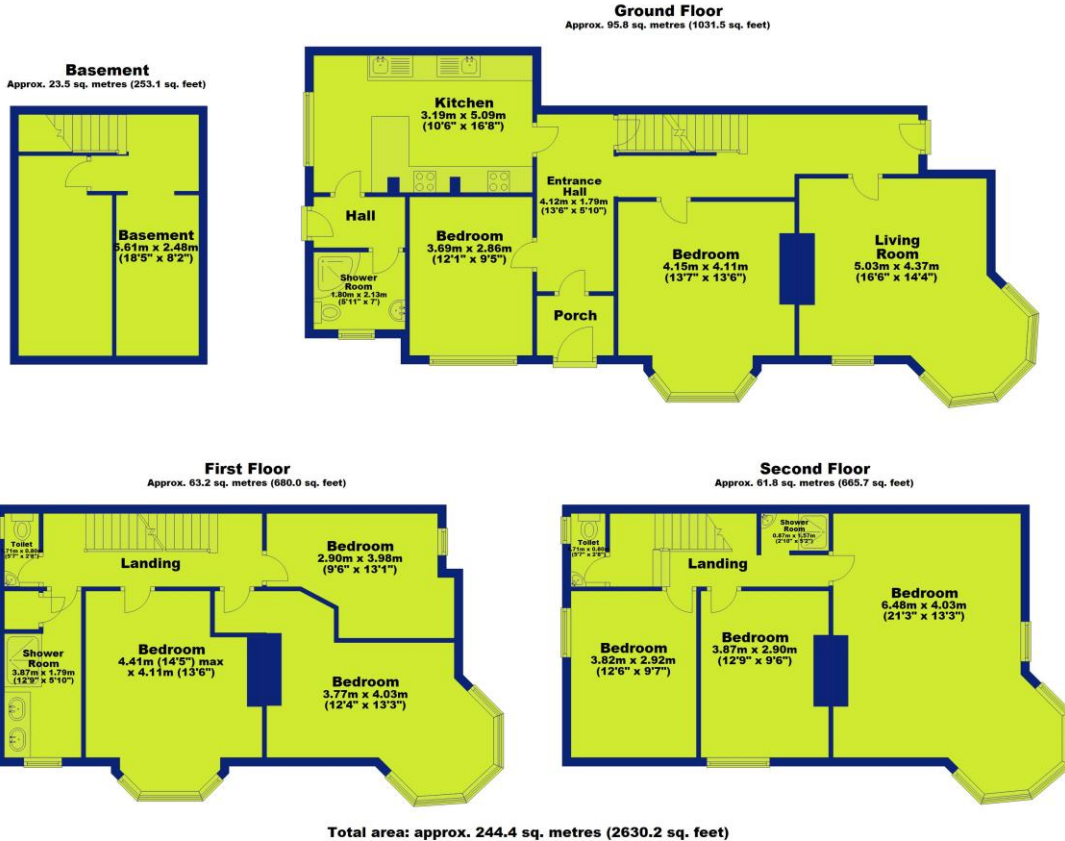 Ground Floor
Approx. 95.8 sq. metres (1031.5 sq. feet)
Basement
Approx. 23.5 sq. metres (253.1 sq. feet)
Basement
5.61m x 2.48m
(18'5" x 8'2")
Kitchen
3.19m x 5.09m
(10'6" x 16'8")
Hall
Shower
Room
1.80m x 2.13m
(5'11" x 7')
Bedroom
3.69m x 2.86m
(12'1" x 9'5")
Entrance
Hall
4.12m x 1.79m
(13'6" x 5'10")
Porch
Bedroom
4.15m x 4.11m
(13'7" x 13'6")
Living
Room
5.03m x 4.37m
(16'6" x 14'4")
First Floor
Approx. 63.2 sq. metres (680.0 sq. feet)
Toilet
Landing
Bedroom
2.90m x 3.98m
(9'6" x 13'1")
Shower
Room
3.87m x 1.79m
(12'9" x 5'10")
Bedroom
4.41m (14'5") max
x 4.11m (13'6")
Bedroom
3.77m x 4.03m
(12'4" x 13'3")
Second Floor
Approx. 61.8 sq. metres (665.7 sq. feet)
Toilet
Landing
Shower
Room
0.87m x 1.57m
(2'10" x 5'2")
Bedroom
3.82m x 2.92m
(12'6" x 9'7")
Bedroom
3.87m x 2.90m
(12'9" x 9'6")
Bedroom
6.48m x 4.03m
(21'3" x 13'3")
Total area: approx. 244.4 sq. metres (2630.2 sq. feet)